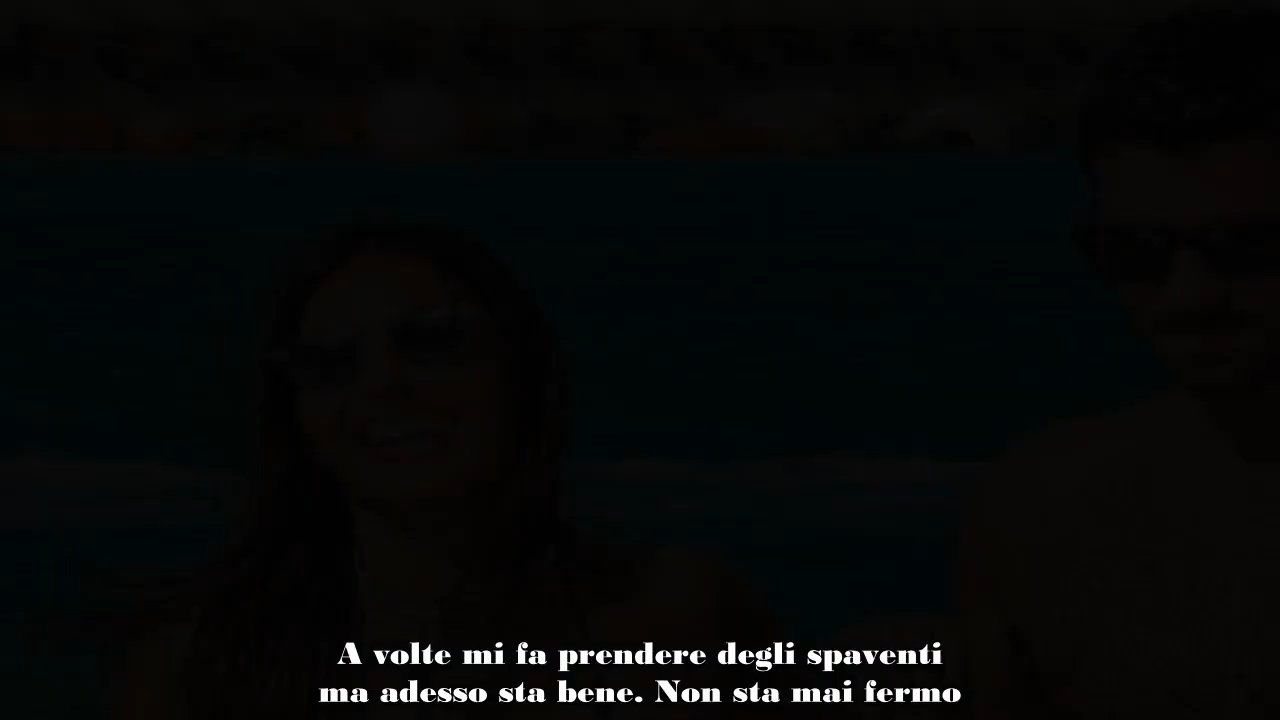 A volte mi fa prendere degli spaventi
ma adesso sta bene. Non sta mai fermo